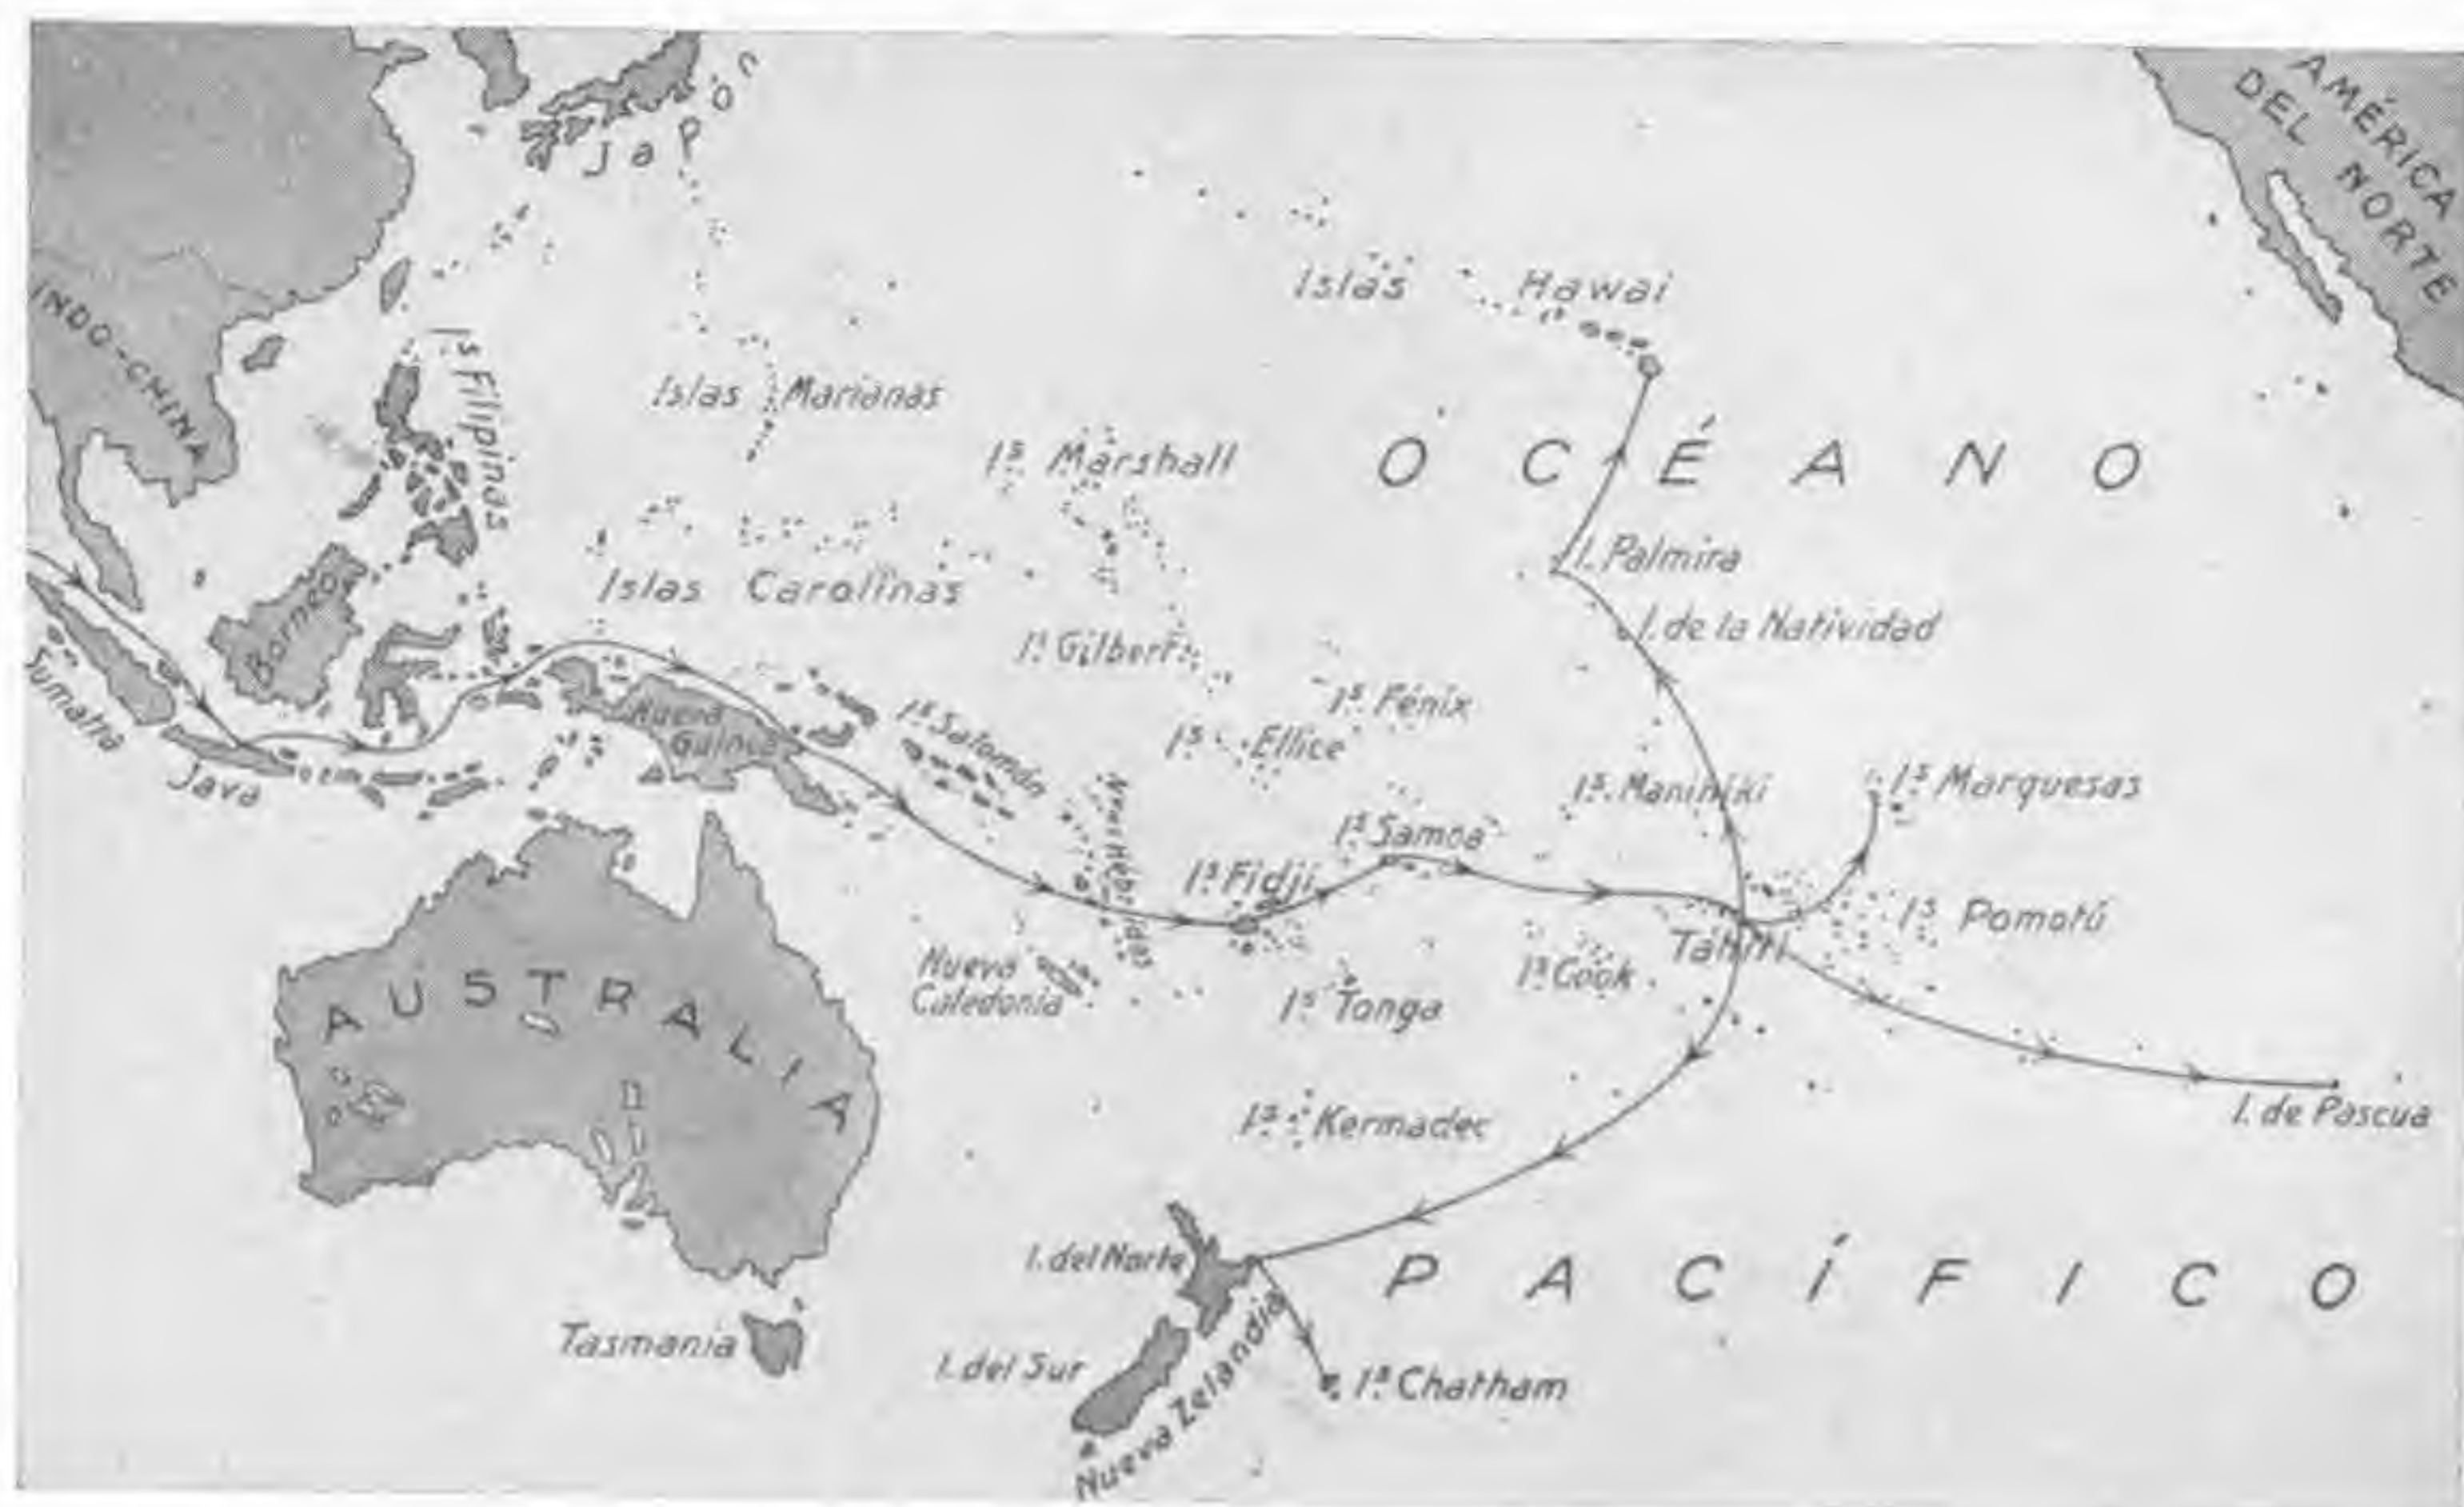 Japón
AMÉRICA
DEL NORTE
INDO-CHINA
Iˢ Filipinas
Islas Hawai
Islas Marianas
Iˢ Marshall
OCÉANO
I. Palmira
Islas Carolinas
I. de la Natividad
Borneo
Iˢ Gilbert
Sumatra
Nueva
Guinea
Iˢ Salomón
Iˢ Fénix
Iˢ Ellice
Java
Iˢ Manihiki
Iˢ Marquesas
Iˢ Samoa
Iˢ Fidji
Iˢ Pomotú
Tahiti
Nueva
Caledonia
Iˢ Cook
Iˢ Tonga
AUSTRALIA
Iˢ Kermadec
I. de Pascua
I. del Norte
PACÍFICO
Tasmania
I. del Sur
Nueva Zelandia
Iˢ Chatham